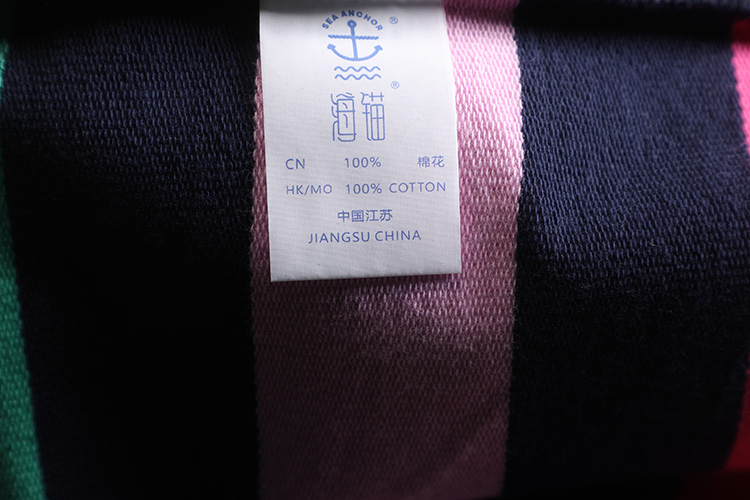 SEA ANCHOR ®
海锚 ®
CN 100% 棉花
HK/MO 100% COTTON
中国江苏
JIANGSU CHINA